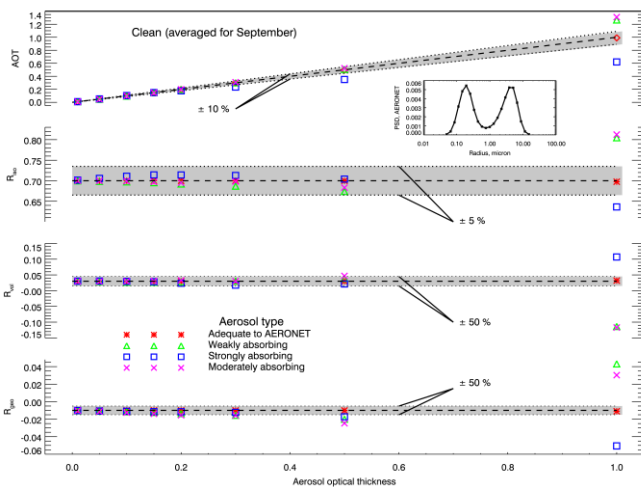 Clean (averaged for September)
AOT
1.4
1.2
1.0
0.8
0.6
0.4
0.2
0.0
± 10 %
PSD, AERONET
0.006
0.005
0.004
0.003
0.002
0.001
0.000
0.01 0.10 1.00 10.00 100.00
Radius, micron
R iso
0.80
0.75
0.70
0.65
0.60
± 5 %
R vol
0.15
0.10
0.05
-0.00
-0.05
-0.10
-0.15
± 50 %
Aerosol type
Adequate to AERONET
Weakly absorbing
Strongly absorbing
Moderately absorbing
R geo
0.04
0.02
0.00
-0.02
-0.04
-0.06
± 50 %
0.0 0.2 0.4 0.6 0.8 1.0
Aerosol optical thickness